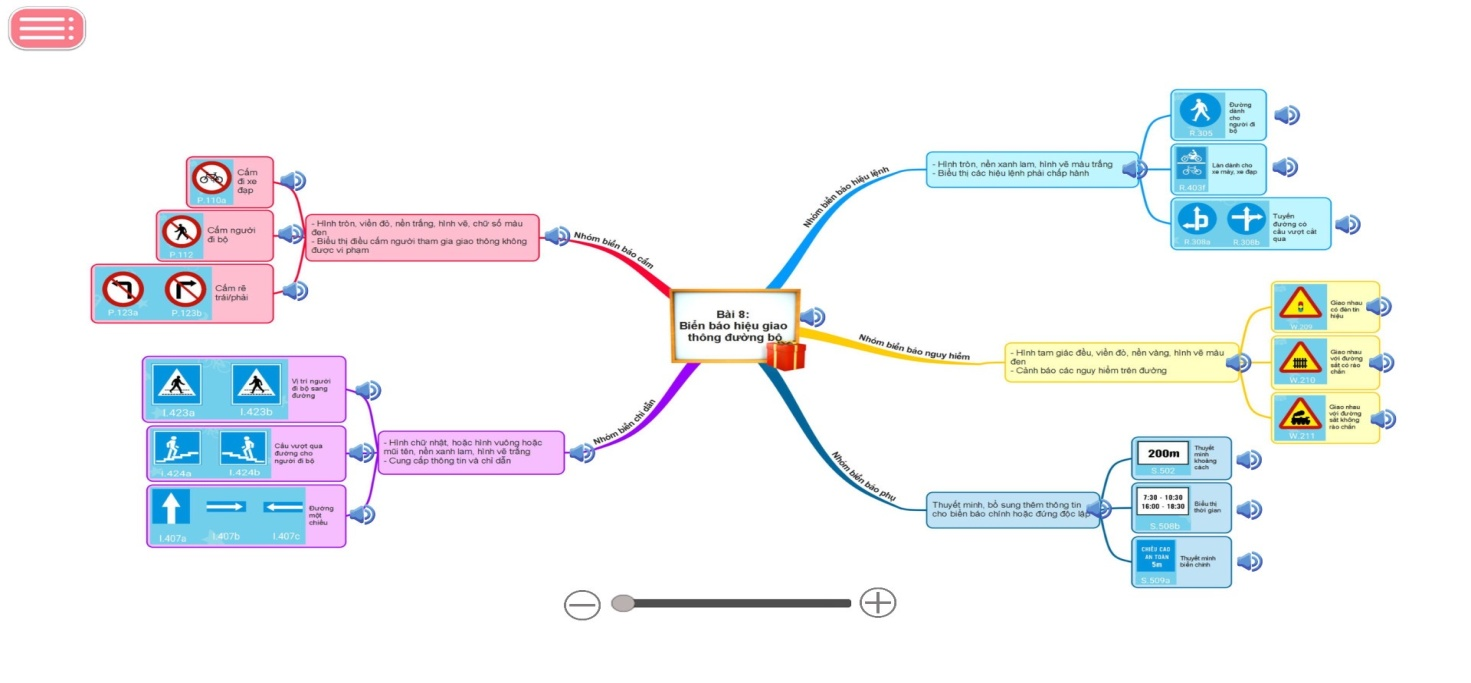 Bài 8:
Biển báo hiệu giao
thông đường bộ
Nhóm biển báo cấm
- Hình tròn, viền đỏ, nền trắng, hình vẽ, chữ số màu
đen
- Biểu thị điều cấm người tham gia giao thông không
được vi phạm
Cấm
đi xe
đạp
P.110a
Cấm người
đi bộ
P.112
Cấm rẽ
trái/phải
P.123a
P.123b
Nhóm biển báo hiệu lệnh
- Hình tròn, nền xanh lam, hình vẽ màu trắng
- Biểu thị các hiệu lệnh phải chấp hành
Đường
dành
cho
người đi
bộ
R.305
Làn dành cho
xe máy, xe đạp
R.403f
Tuyến
đường có
cầu vượt cắt
qua
R.308a
R.308b
Nhóm biển báo nguy hiểm
- Hình tam giác đều, viền đỏ, nền vàng, hình vẽ màu
đen
- Cảnh báo các nguy hiểm trên đường
Giao nhau
có đèn tín
hiệu
W.209
Giao nhau
với đường
sắt có rào
chắn
W.210
Giao nhau
với đường
sắt không
rào chắn
W.211
Nhóm biển chỉ dẫn
- Hình chữ nhật, hoặc hình vuông hoặc
mũi tên, nền xanh lam, hình vẽ trắng
- Cung cấp thông tin và chỉ dẫn
Vị trí người
đi bộ sang
đường
I.423a
I.423b
Cầu vượt qua
đường cho
người đi bộ
I.424a
I.424b
Đường
một
chiều
I.407a
I.407b
I.407c
Nhóm biển báo phụ
Thuyết minh, bổ sung thêm thông tin
cho biển báo chính hoặc đứng độc lập
200m
S.502
Thuyết
minh
khoảng
cách
7:30 - 10:30
16:00 - 18:30
S.508b
Biểu thị
thời gian
CHIỀU CAO
AN TOÀN
5m
S.509a
Thuyết minh
biển chính